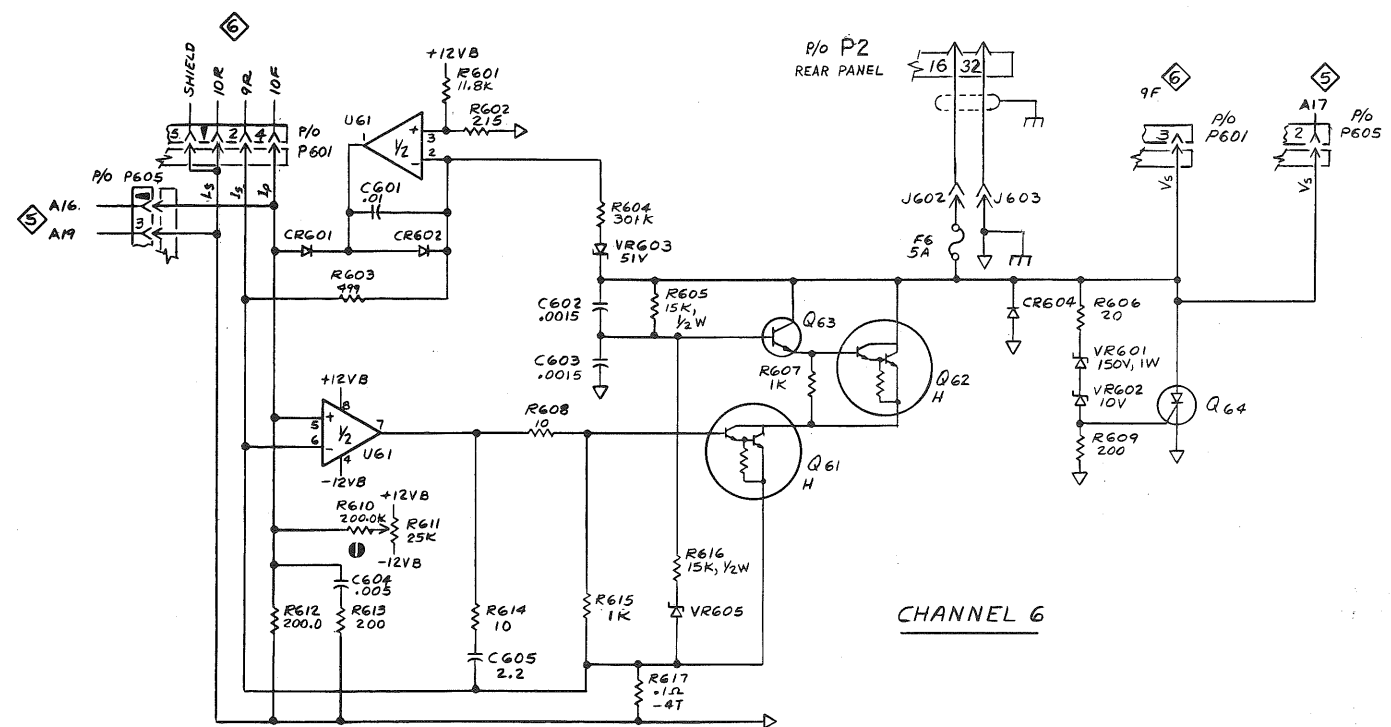 6
SHIELD
10R
9R
10F
5
2
4
P/O
P601
P/O P605
3
5
A16.
A19
Is
Is
Ip
+12VB
R601
11.8K
R602
215
U61
1
1/2
+
3
-
2
C601
.01
CR601
CR602
R603
499
R604
301K
VR603
51V
P/O P2
REAR PANEL
16
32
J602
J603
F6
5A
6
9F
3
P/O
P601
Vs
5
A17
2
P/O
P605
Vs
C602
.0015
R605
15K,
1/2W
Q63
C603
.0015
R607
1K
Q62
H
CR604
R606
20
VR601
150V, 1W
VR602
10V
Q64
R609
200
+12VB
8
+
5
6
-
1/2
7
4
U61
-12VB
R608
10
Q61
H
R610
200.0K
+12VB
R611
25K
-12VB
1
C604
.005
R612
200.0
R613
200
R614
10
C605
2.2
R615
1K
R616
15K, 1/2W
VR605
R617
.1Ω
-4T
CHANNEL 6